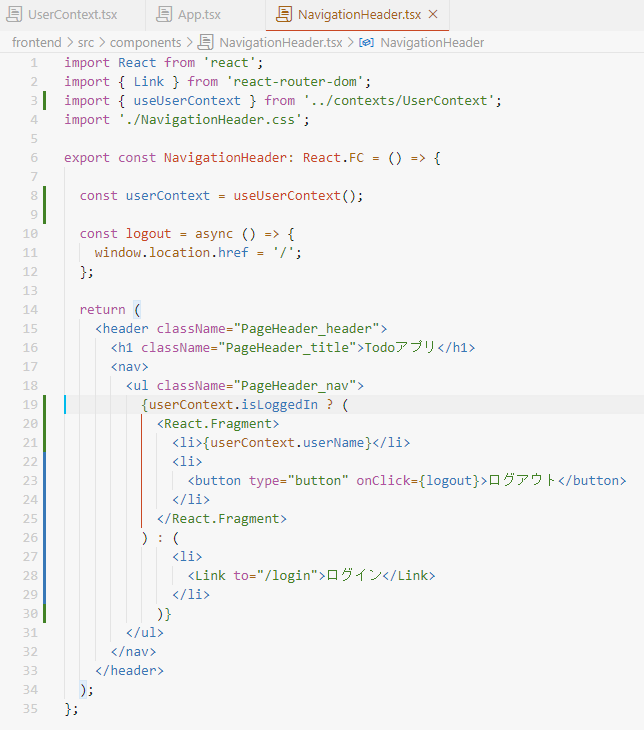 UserContext.tsx App.tsx NavigationHeader.tsx ×
frontend > src > components > NavigationHeader.tsx > NavigationHeader
1 import React from 'react';
2 import { Link } from 'react-router-dom';
3 import { useUserContext } from '../contexts/UserContext';
4 import './NavigationHeader.css';
5
6 export const NavigationHeader: React.FC = () => {
7
8 const userContext = useUserContext();
9
10 const logout = async () => {
11 window.location.href = '/';
12 };
13
14 return (
15 <header className="PageHeader_header">
16 <h1 className="PageHeader_title">Todoアプリ</h1>
17 <nav>
18 <ul className="PageHeader_nav">
19 {userContext.isLoggedIn ? (
20 <React.Fragment>
21 <li>{userContext.userName}</li>
22 <li>
23 <button type="button" onClick={logout}>ログアウト</button>
24 </li>
25 </React.Fragment>
26 ) : (
27 <li>
28 <Link to="/login">ログイン</Link>
29 </li>
30 )}
31 </ul>
32 </nav>
33 </header>
34 );
35 };